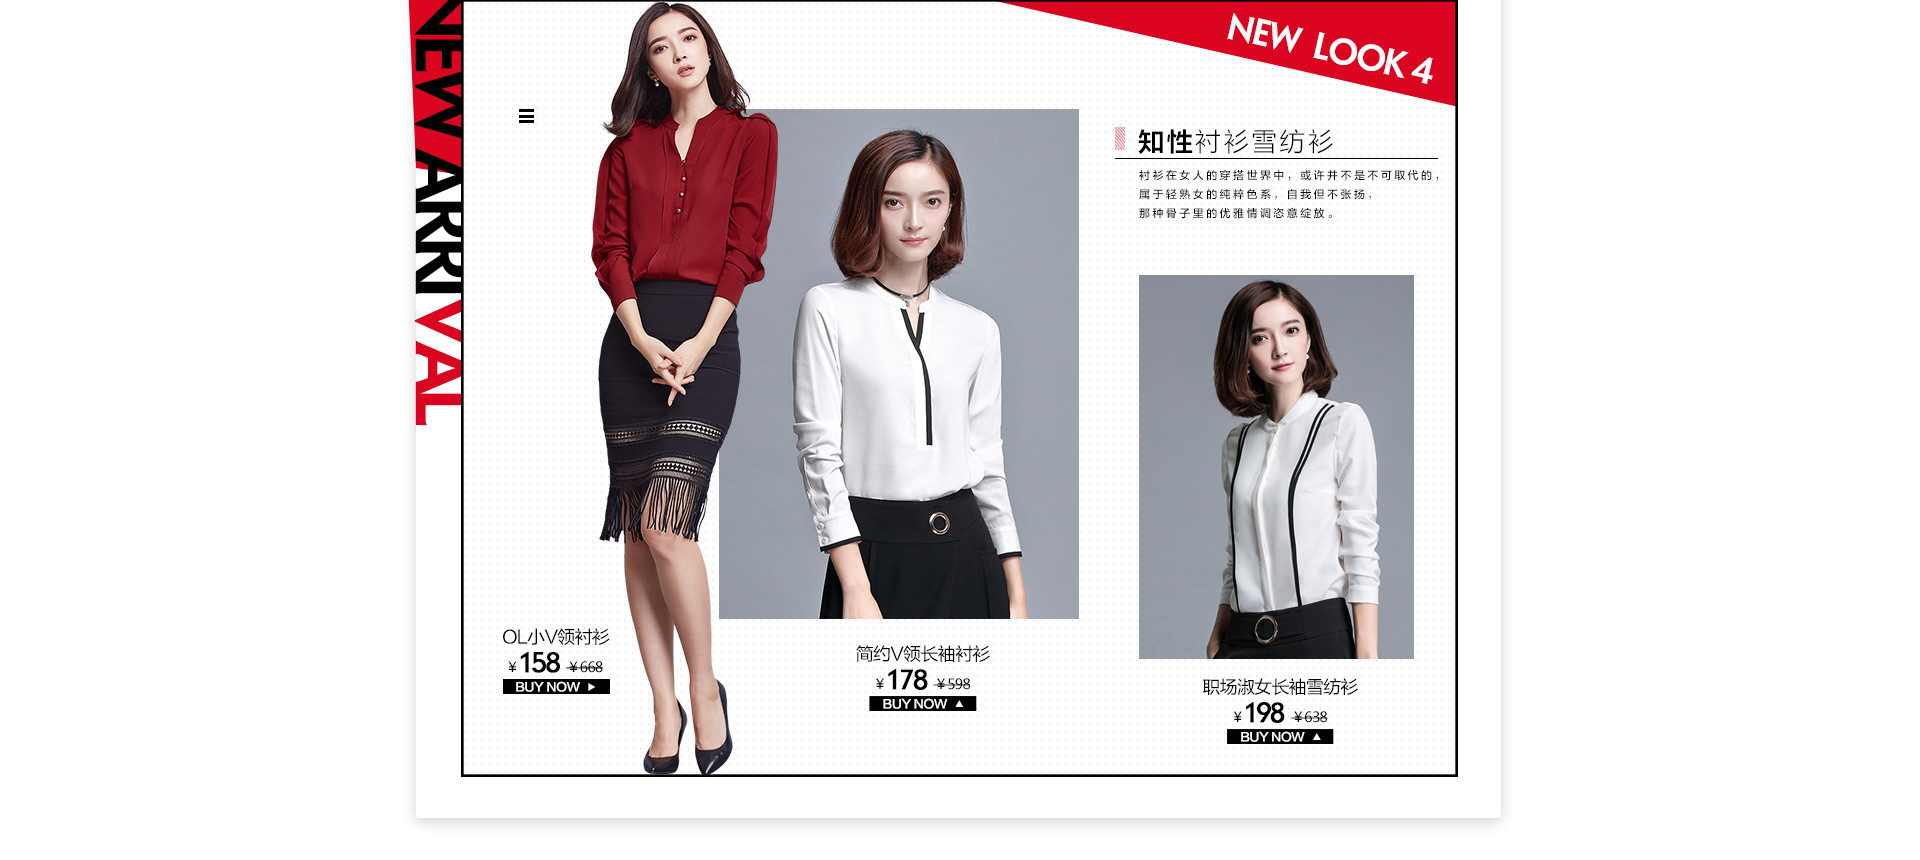 NEW ARRIVAL
NEW LOOK 4
知性衬衫雪纺衫
衬衫在女人的穿搭世界中，或许并不是不可取代的，
属于轻熟女的纯粹色系，自我但不张扬，
那种骨子里的优雅情调恣意绽放。
OL小V领衬衫
¥158 ¥668
BUY NOW
简约V领长袖衬衫
¥178 ¥598
BUY NOW
职场淑女长袖雪纺衫
¥198 ¥638
BUY NOW